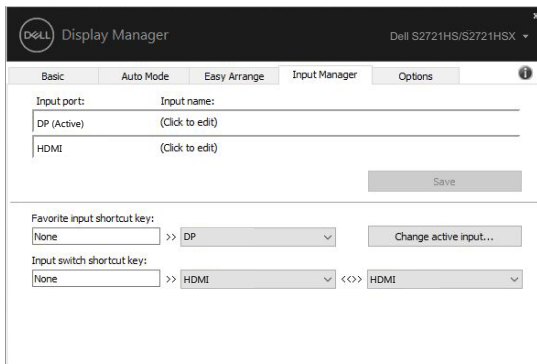 DELL Display Manager Dell S2721HS/S2721HSX
Basic Auto Mode Easy Arrange Input Manager Options
Input port: Input name:
DP (Active) (Click to edit)
HDMI (Click to edit)
Save
Favorite input shortcut key:
None >> DP Change active input...
Input switch shortcut key:
None >> HDMI <<>> HDMI